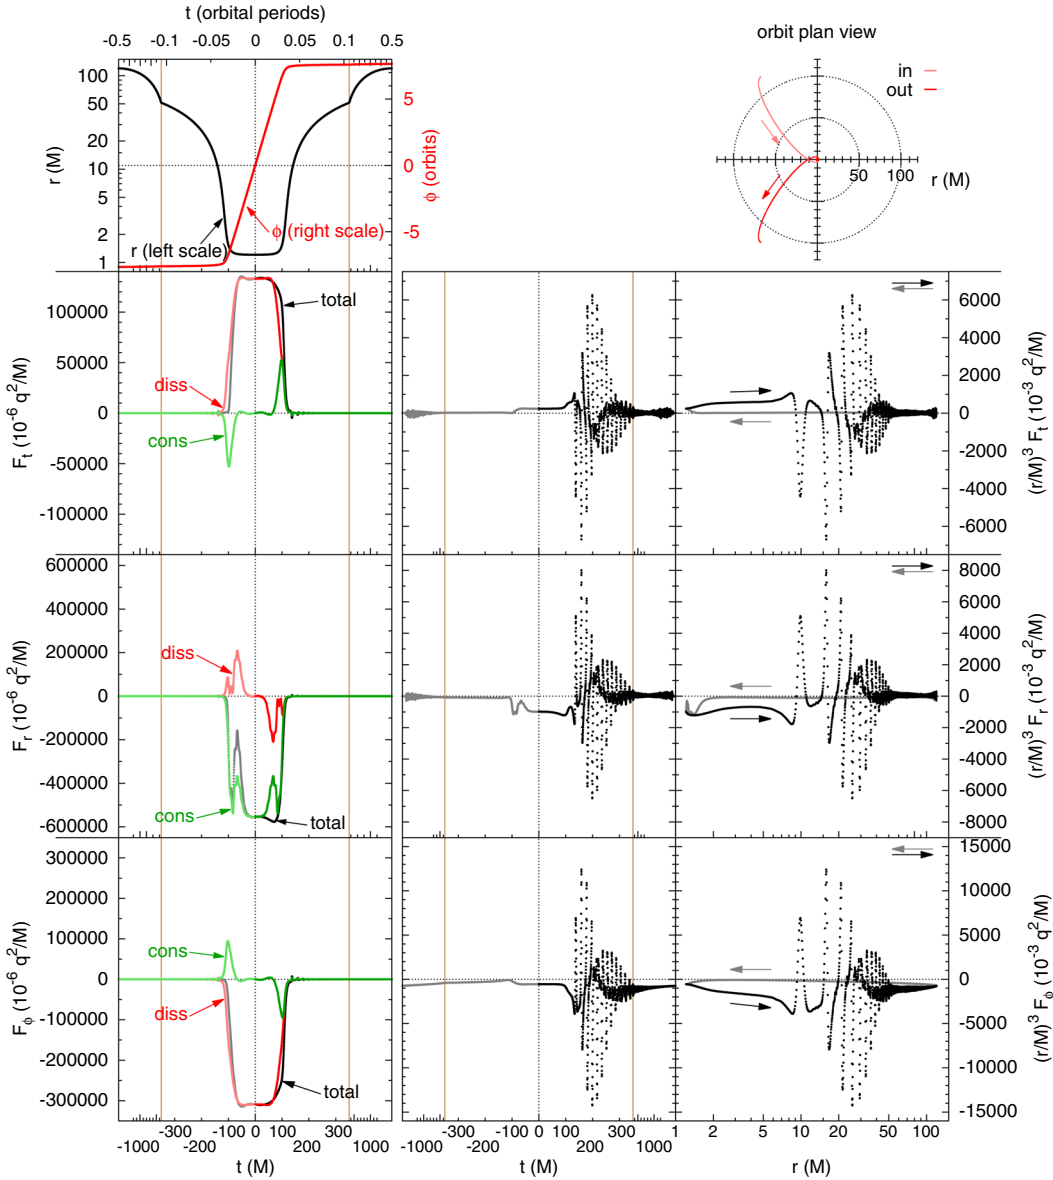 t (orbital periods)
-0.5 -0.1 -0.05 0 0.05 0.1 0.5
100
50
20
10
5
2
1
r (M)
r (left scale)
ϕ (right scale)
5
0
-5
ϕ (orbits)
orbit plan view
in
out
50 100
r (M)
100000
50000
0
-50000
-100000
F_t (10^-6 q^2/M)
total
diss
cons
6000
4000
2000
0
-2000
-4000
-6000
(r/M)^3 F_t (10^-3 q^2/M)
600000
400000
200000
0
-200000
-400000
-600000
F_r (10^-6 q^2/M)
diss
cons
total
8000
6000
4000
2000
0
-2000
-4000
-6000
-8000
(r/M)^3 F_r (10^-3 q^2/M)
300000
200000
100000
0
-100000
-200000
-300000
F_ϕ (10^-6 q^2/M)
cons
diss
total
15000
10000
5000
0
-5000
-10000
-15000
(r/M)^3 F_ϕ (10^-3 q^2/M)
-1000 -300 -200 -100 0 100 200 300 1000
t (M)
-1000 -300 -200 -100 0 100 200 300 1000
t (M)
1 2 5 10 20 50 100
r (M)